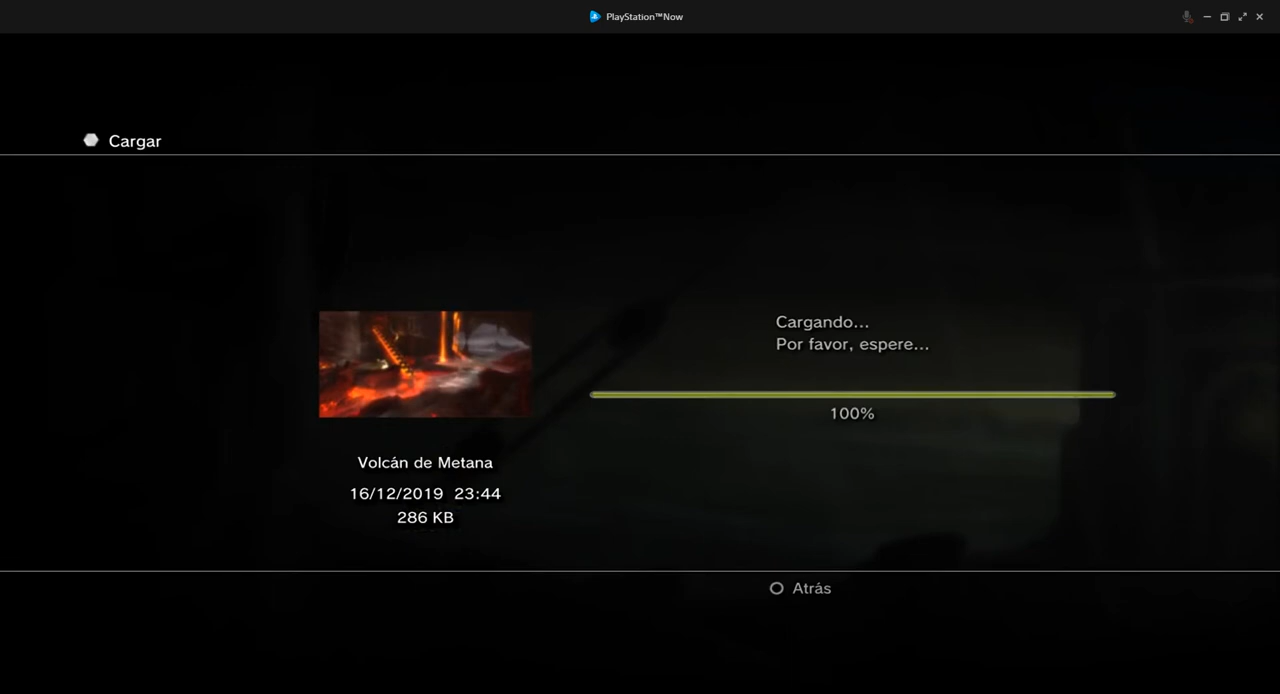 PlayStation™Now
Cargar
Cargando...
Por favor, espere...
100%
Volcán de Metana
16/12/2019 23:44
286 KB
Atrás